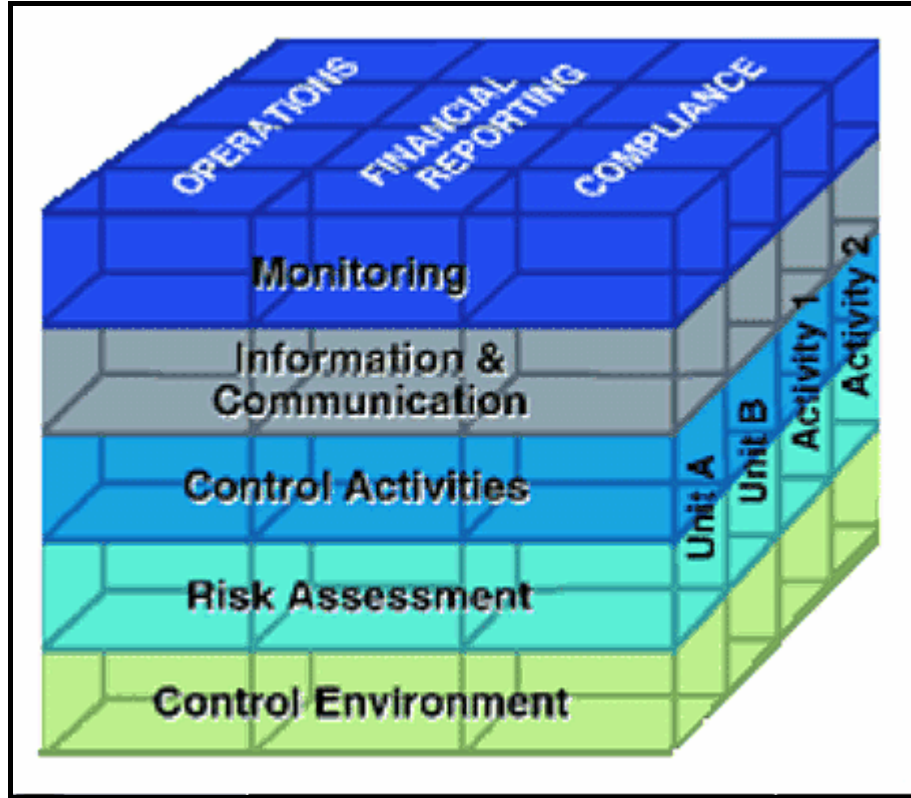 OPERATIONS
FINANCIAL
REPORTING
COMPLIANCE
Monitoring
Information &
Communication
Control Activities
Risk Assessment
Control Environment
Unit A
Unit B
Activity 1
Activity 2